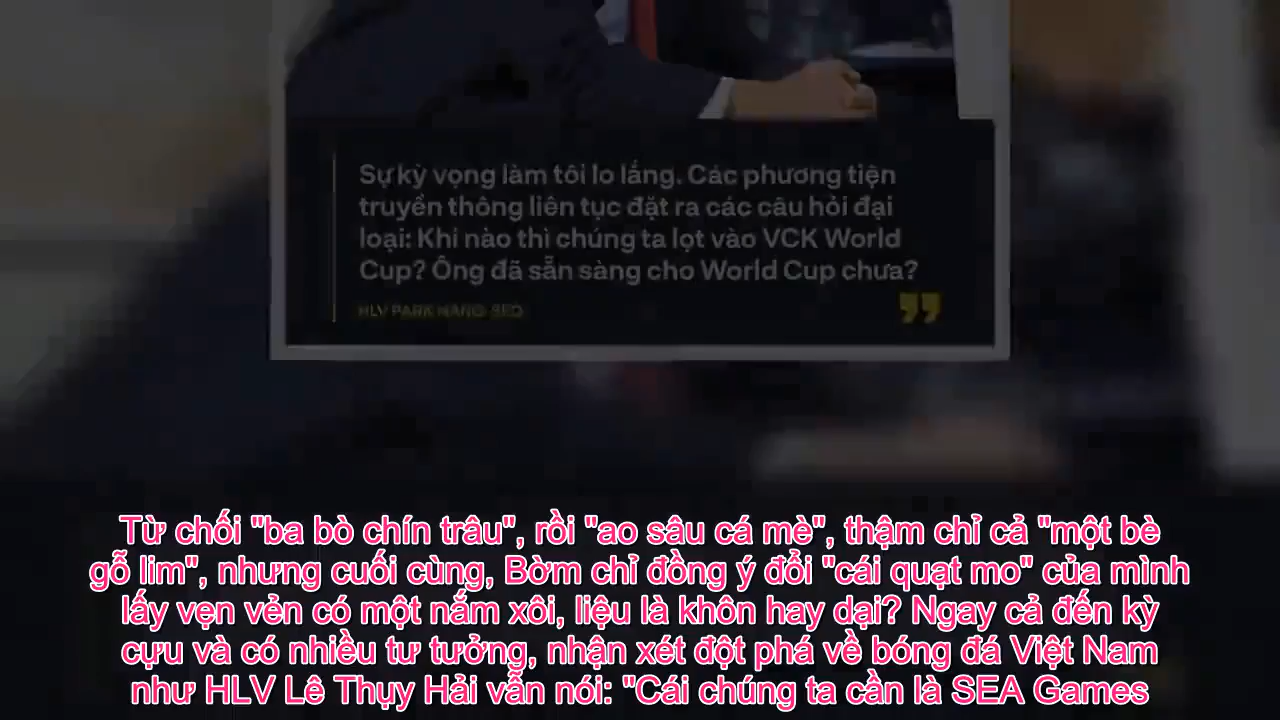 Sự kỳ vọng làm tôi lo lắng. Các phương tiện
truyền thông liên tục đặt ra các câu hỏi đại
loại: Khi nào thì chúng ta lọt vào VCK World
Cup? Ông đã sẵn sàng cho World Cup chưa?
HLV PARK HANG-SEO
Từ chối "ba bò chín trâu", rồi "ao sâu cá mè", thậm chỉ cả "một bè
gỗ lim", nhưng cuối cùng, Bờm chỉ đồng ý đổi "cái quạt mo" của mình
lấy vẹn vẻn có một nắm xôi, liệu là khôn hay dại? Ngay cả đến kỳ
cựu và có nhiều tư tưởng, nhận xét đột phá về bóng đá Việt Nam
như HLV Lê Thụy Hải vẫn nói: "Cái chúng ta cần là SEA Games